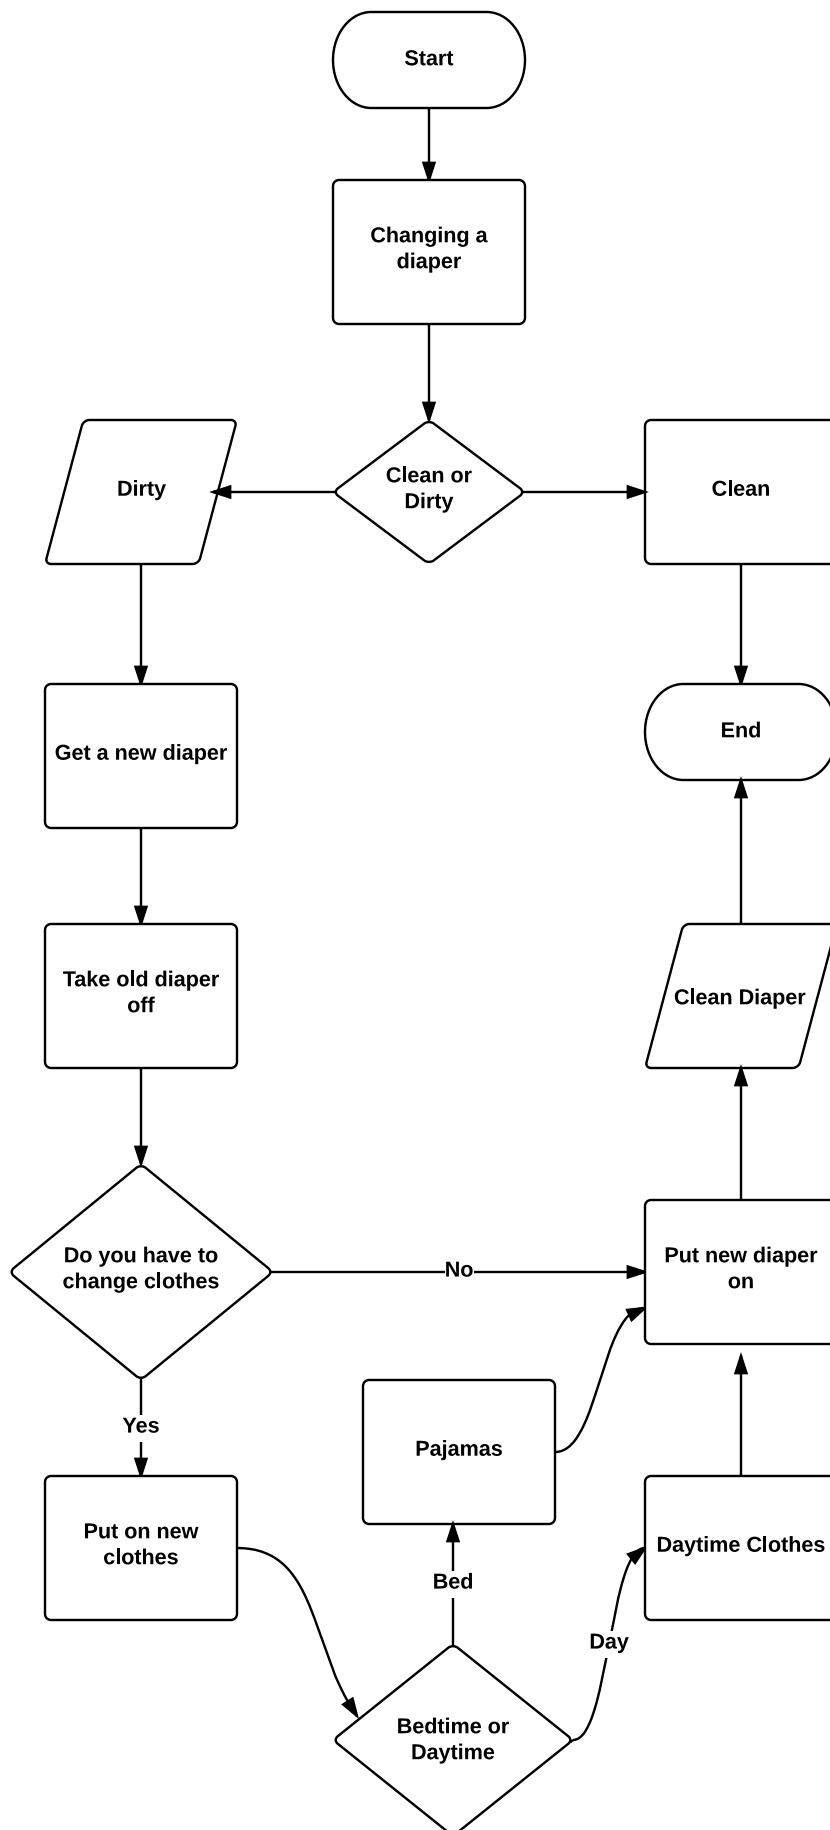 Start
Changing a
diaper
Clean or
Dirty
Dirty
Clean
Get a new diaper
End
Take old diaper
off
Clean Diaper
Do you have to
change clothes
No
Put new diaper
on
Yes
Pajamas
Put on new
clothes
Daytime Clothes
Bed
Day
Bedtime or
Daytime